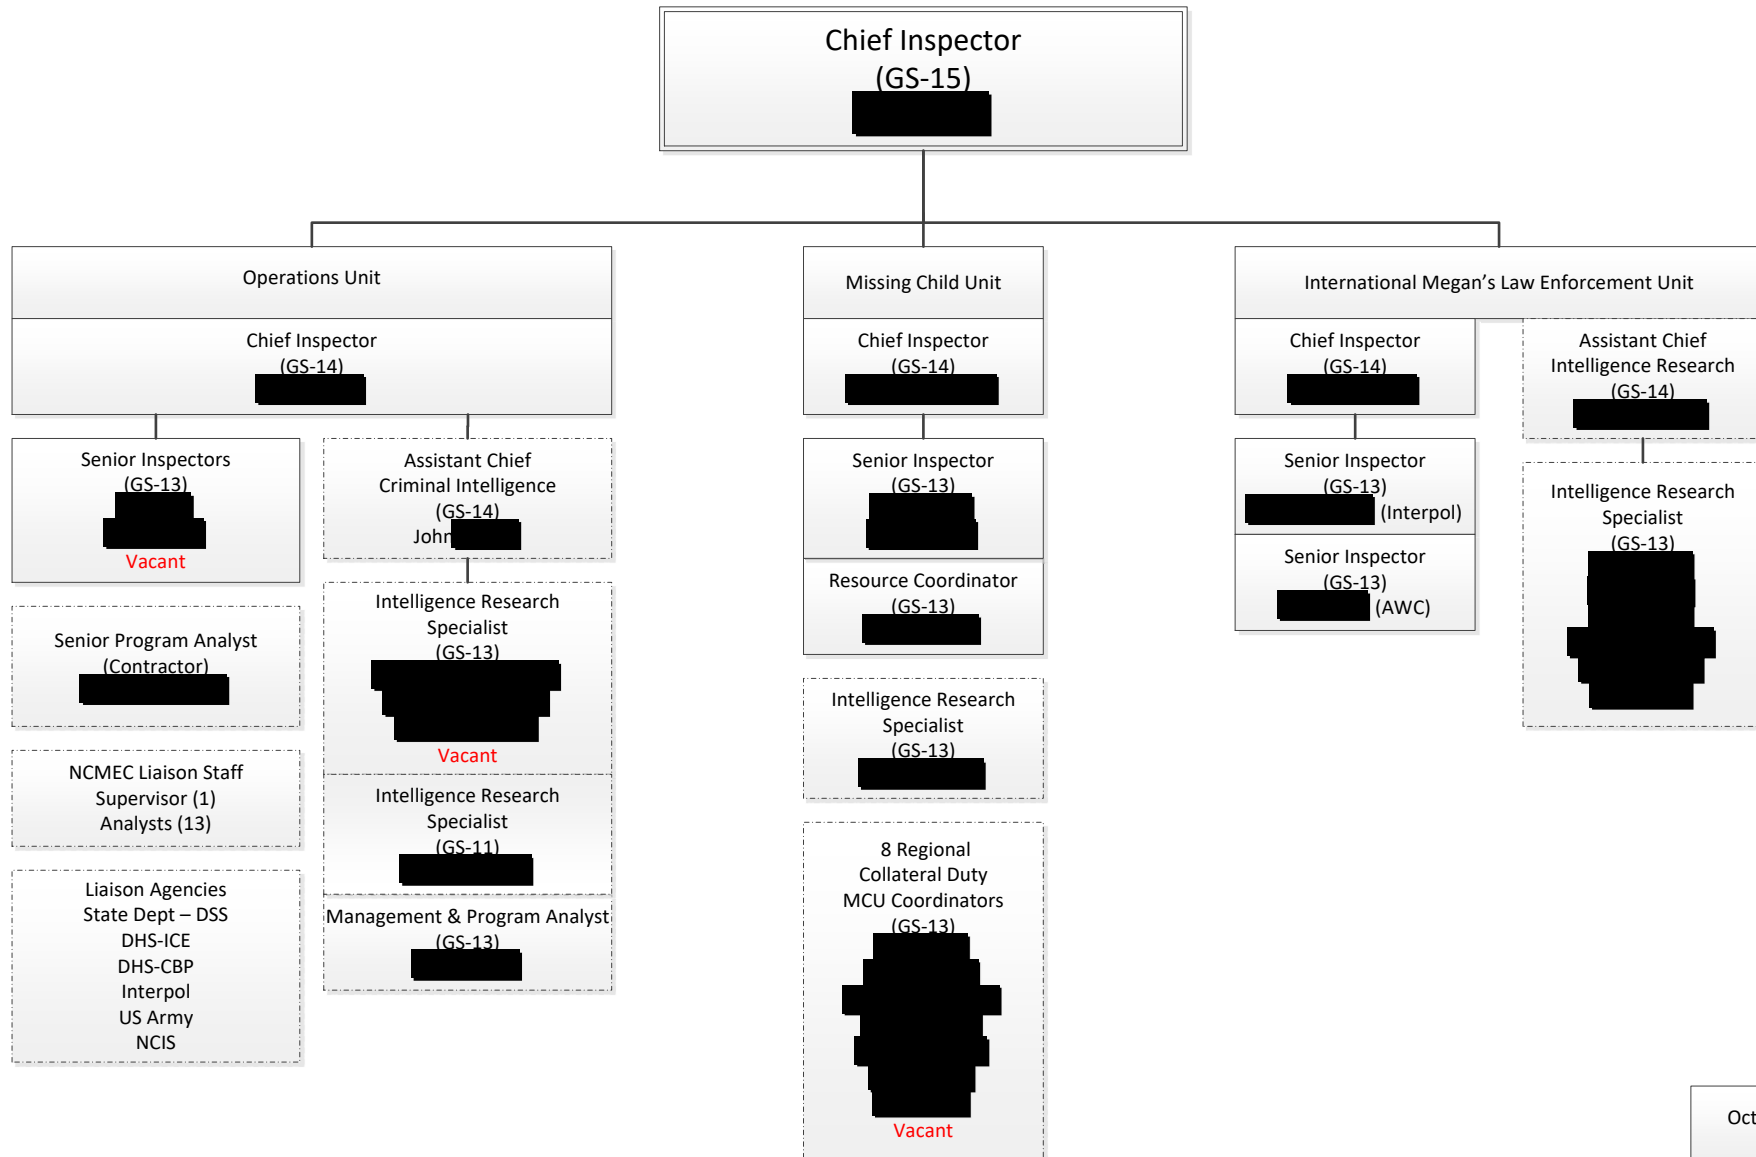 Chief Inspector
(GS-15)
Operations Unit
Chief Inspector
(GS-14)
Senior Inspectors
(GS-13)
Vacant
Senior Program Analyst
(Contractor)
NCMEC Liaison Staff
Supervisor (1)
Analysts (13)
Liaison Agencies
State Dept – DSS
DHS-ICE
DHS-CBP
Interpol
US Army
NCIS
Assistant Chief
Criminal Intelligence
(GS-14)
John
Intelligence Research
Specialist
(GS-13)
Vacant
Intelligence Research
Specialist
(GS-11)
Management & Program Analyst
(GS-13)
Missing Child Unit
Chief Inspector
(GS-14)
Senior Inspector
(GS-13)
Resource Coordinator
(GS-13)
Intelligence Research
Specialist
(GS-13)
8 Regional
Collateral Duty
MCU Coordinators
(GS-13)
Vacant
International Megan’s Law Enforcement Unit
Chief Inspector
(GS-14)
Senior Inspector
(GS-13)
(Interpol)
Senior Inspector
(GS-13)
(AWC)
Assistant Chief
Intelligence Research
(GS-14)
Intelligence Research
Specialist
(GS-13)
Oct